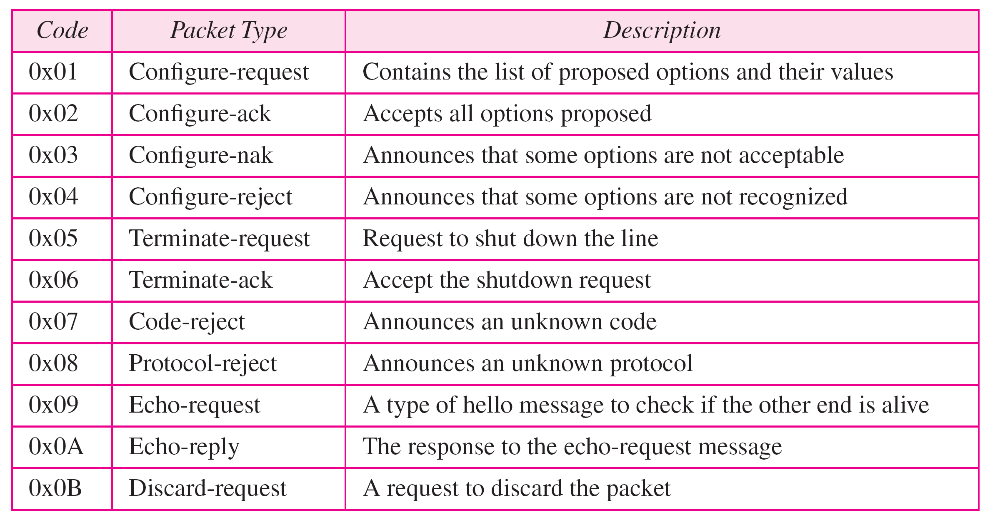 Code Packet Type Description
0x01 Configure-request Contains the list of proposed options and their values
0x02 Configure-ack Accepts all options proposed
0x03 Configure-nak Announces that some options are not acceptable
0x04 Configure-reject Announces that some options are not recognized
0x05 Terminate-request Request to shut down the line
0x06 Terminate-ack Accept the shutdown request
0x07 Code-reject Announces an unknown code
0x08 Protocol-reject Announces an unknown protocol
0x09 Echo-request A type of hello message to check if the other end is alive
0x0A Echo-reply The response to the echo-request message
0x0B Discard-request A request to discard the packet